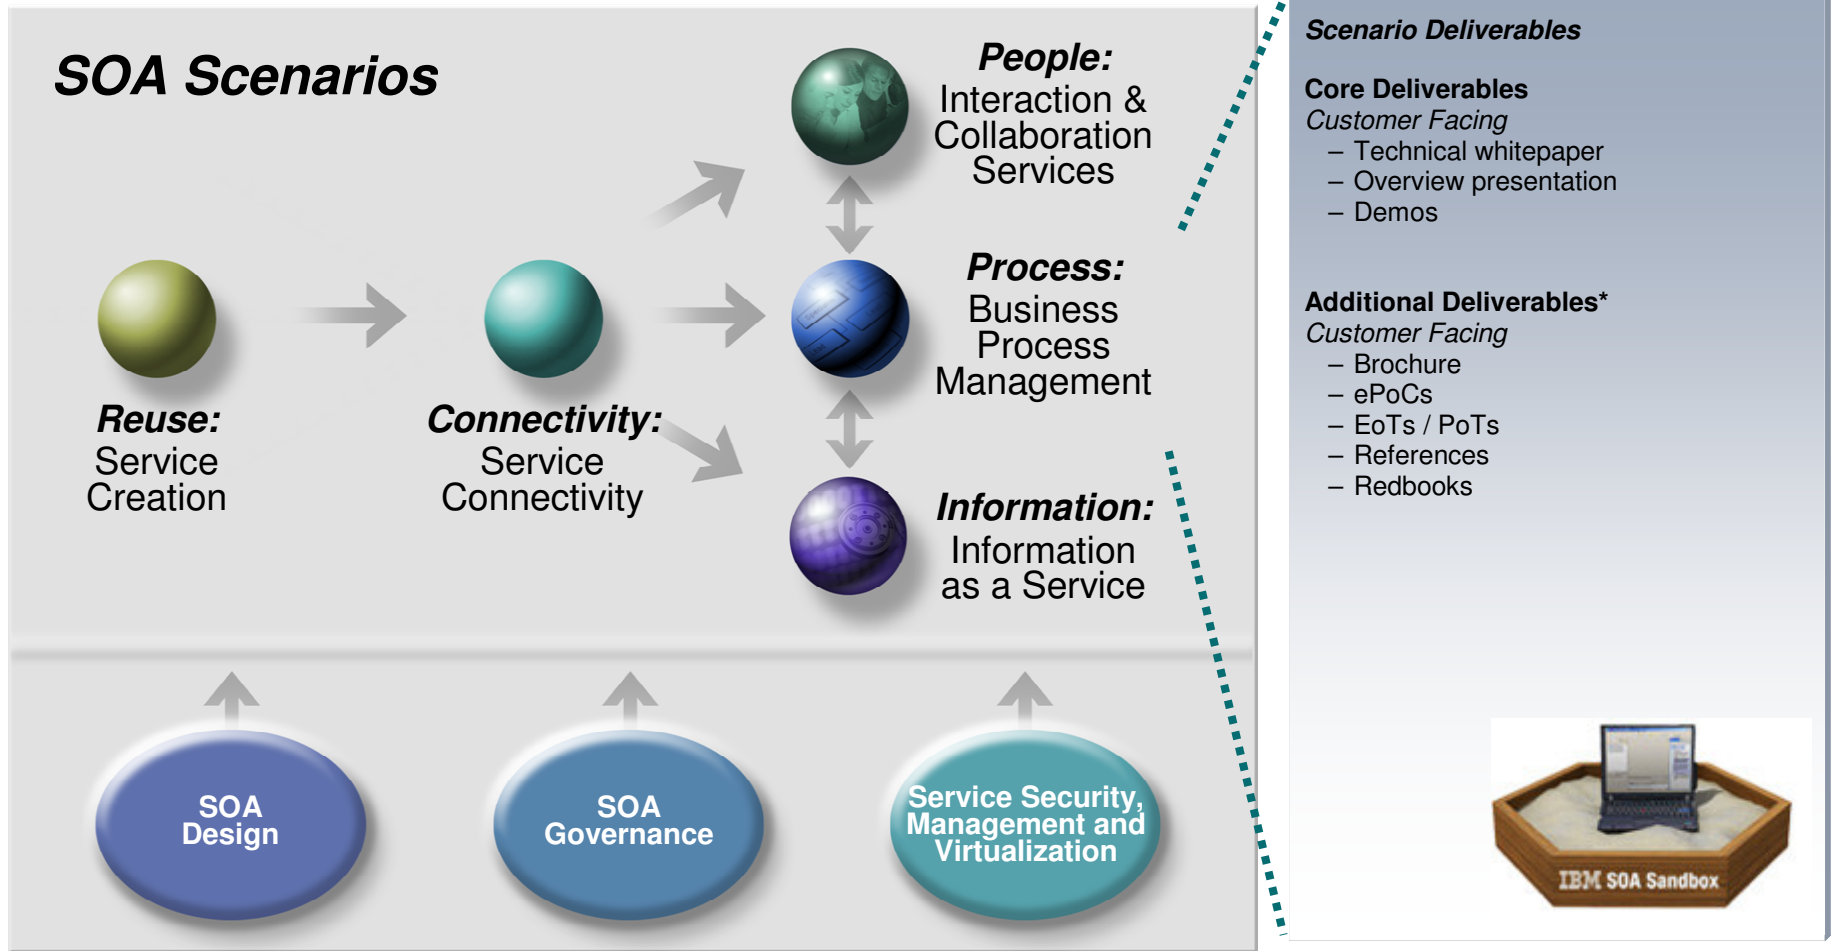 SOA Scenarios
People:
Interaction &
Collaboration
Services
Process:
Business
Process
Management
Reuse:
Service
Creation
Connectivity:
Service
Connectivity
Information:
Information
as a Service
SOA
Design
SOA
Governance
Service Security,
Management and
Virtualization
Scenario Deliverables
Core Deliverables
Customer Facing
– Technical whitepaper
– Overview presentation
– Demos
Additional Deliverables*
Customer Facing
– Brochure
– ePoCs
– EoTs / PoTs
– References
– Redbooks
IBM SOA Sandbox